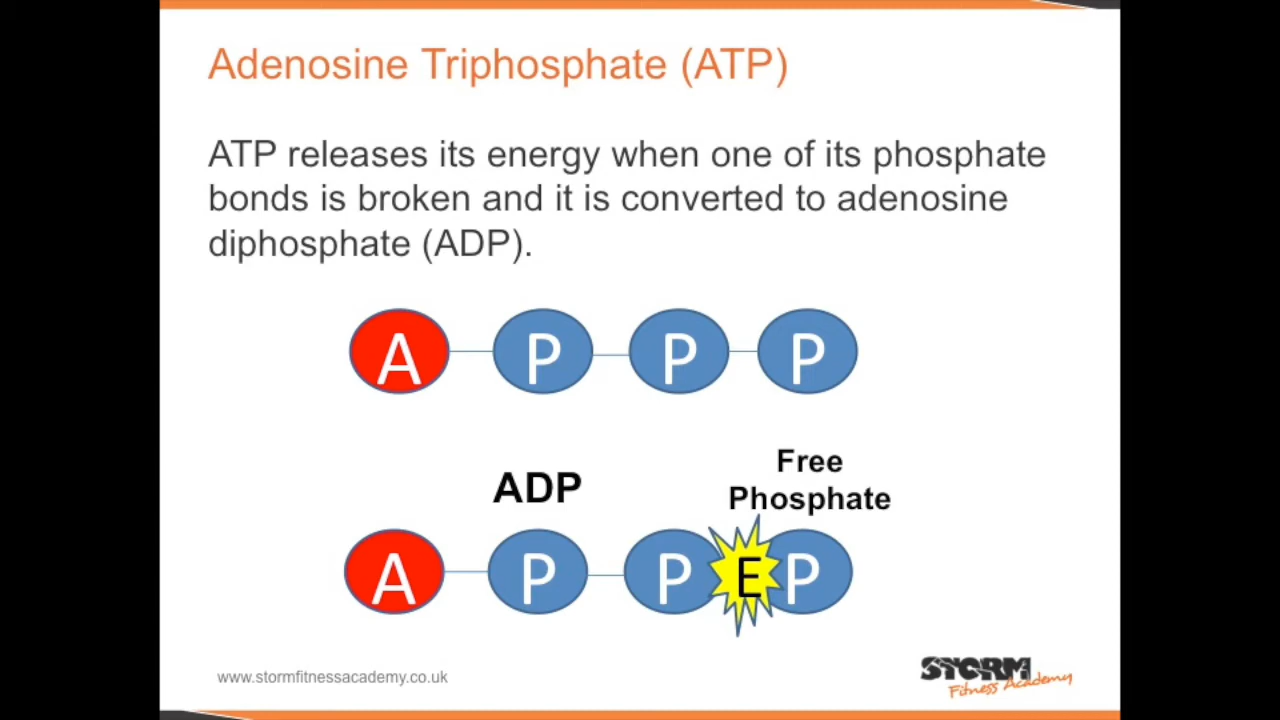 Adenosine Triphosphate (ATP)
ATP releases its energy when one of its phosphate
bonds is broken and it is converted to adenosine
diphosphate (ADP).
A P P P
ADP
Free
Phosphate
A P P E P
www.stormfitnessacademy.co.uk
STORM
Fitness Academy